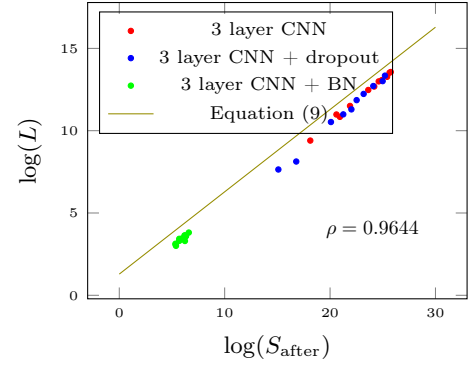 3 layer CNN
3 layer CNN + dropout
3 layer CNN + BN
Equation (9)
15
10
5
0
log(L)
ρ = 0.9644
0
10
20
30
log(S_after)